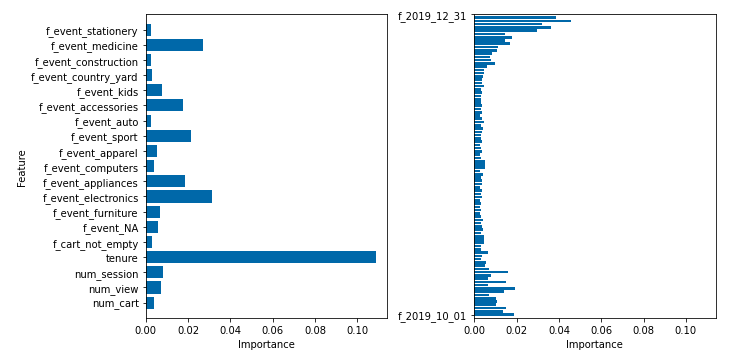 Feature
f_event_stationery
f_event_medicine
f_event_construction
f_event_country_yard
f_event_kids
f_event_accessories
f_event_auto
f_event_sport
f_event_apparel
f_event_computers
f_event_appliances
f_event_electronics
f_event_furniture
f_event_NA
f_cart_not_empty
tenure
num_session
num_view
num_cart
0.00 0.02 0.04 0.06 0.08 0.10
Importance
f_2019_12_31
f_2019_10_01
0.00 0.02 0.04 0.06 0.08 0.10
Importance